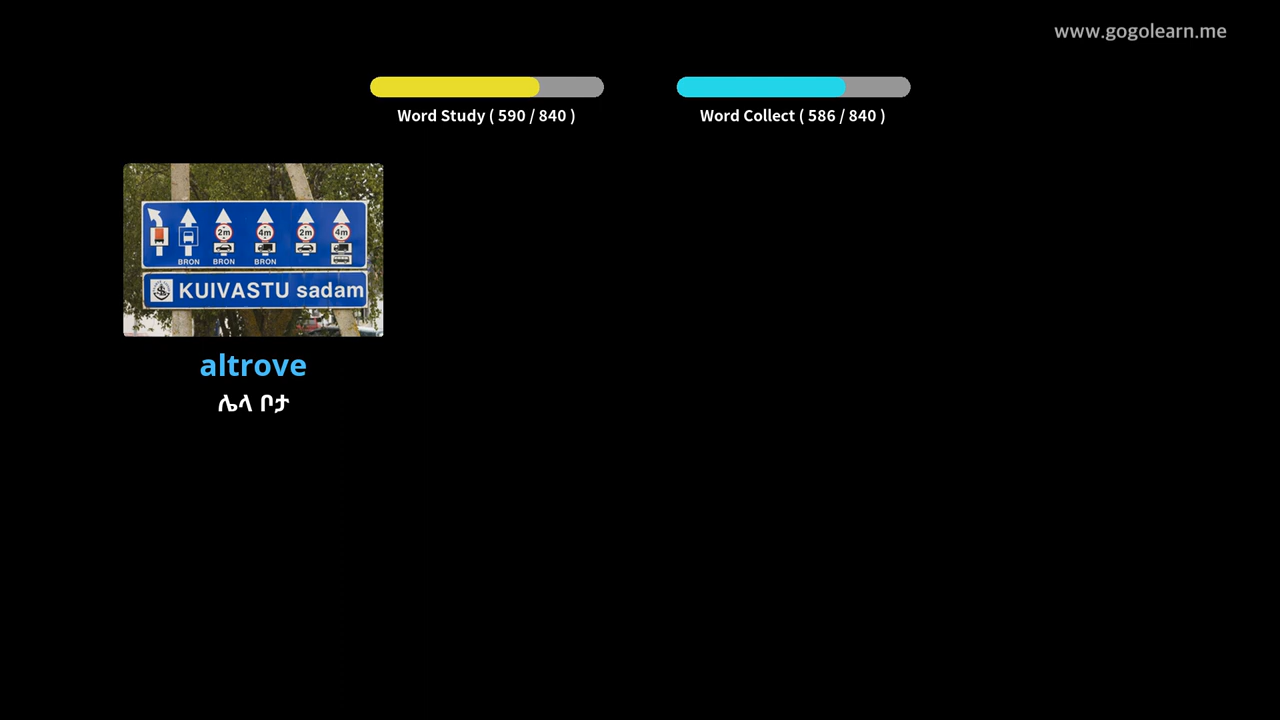 www.gogolearn.me
Word Study ( 590 / 840 )
Word Collect ( 586 / 840 )
2m 4m 2m 4m
BRON BRON BRON
KUIVASTU sadam
altrove
ሌላ ቦታ